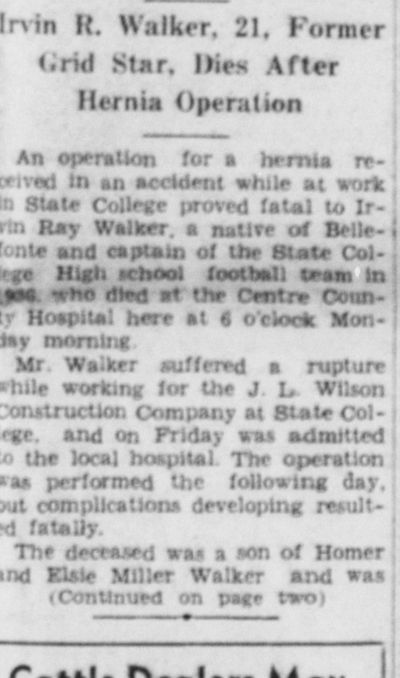 Irvin R. Walker, 21, Former
Grid Star, Dies After
Hernia Operation
An operation for a hernia re-
ceived in an accident while at work
in State College proved fatal to Ir-
vin Ray Walker, a native of Belle-
fonte and captain of the State Col-
lege High school football team in
1936, who died at the Centre Coun-
ty Hospital here at 6 o'clock Mon-
day morning.
Mr. Walker suffered a rupture
while working for the J. L. Wilson
Construction Company at State Col-
lege, and on Friday was admitted
to the local hospital. The operation
was performed the following day,
but complications developing result-
ed fatally.
The deceased was a son of Homer
and Elsie Miller Walker and was
(Continued on page two)
Cattle Dealers May